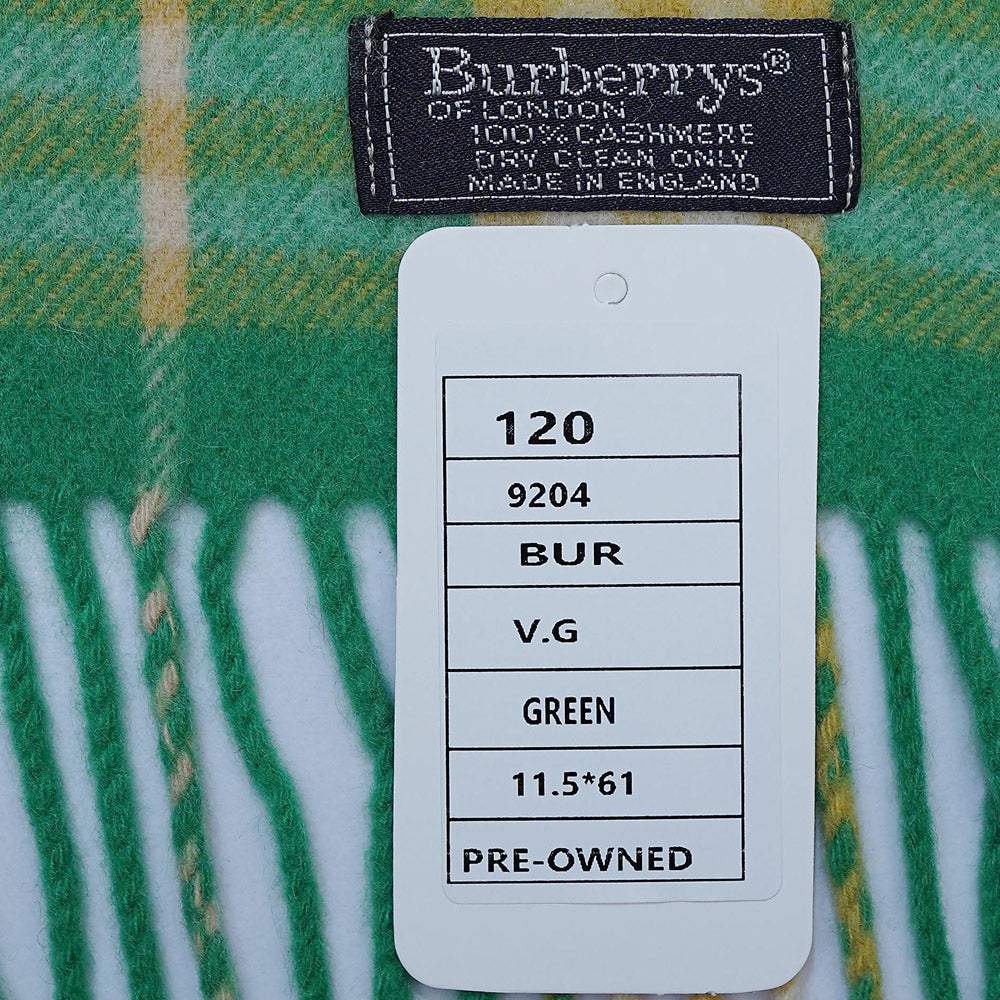 Burberrys®
OF LONDON
100% CASHMERE
DRY CLEAN ONLY
MADE IN ENGLAND
120
9204
BUR
V.G
GREEN
11.5*61
PRE-OWNED